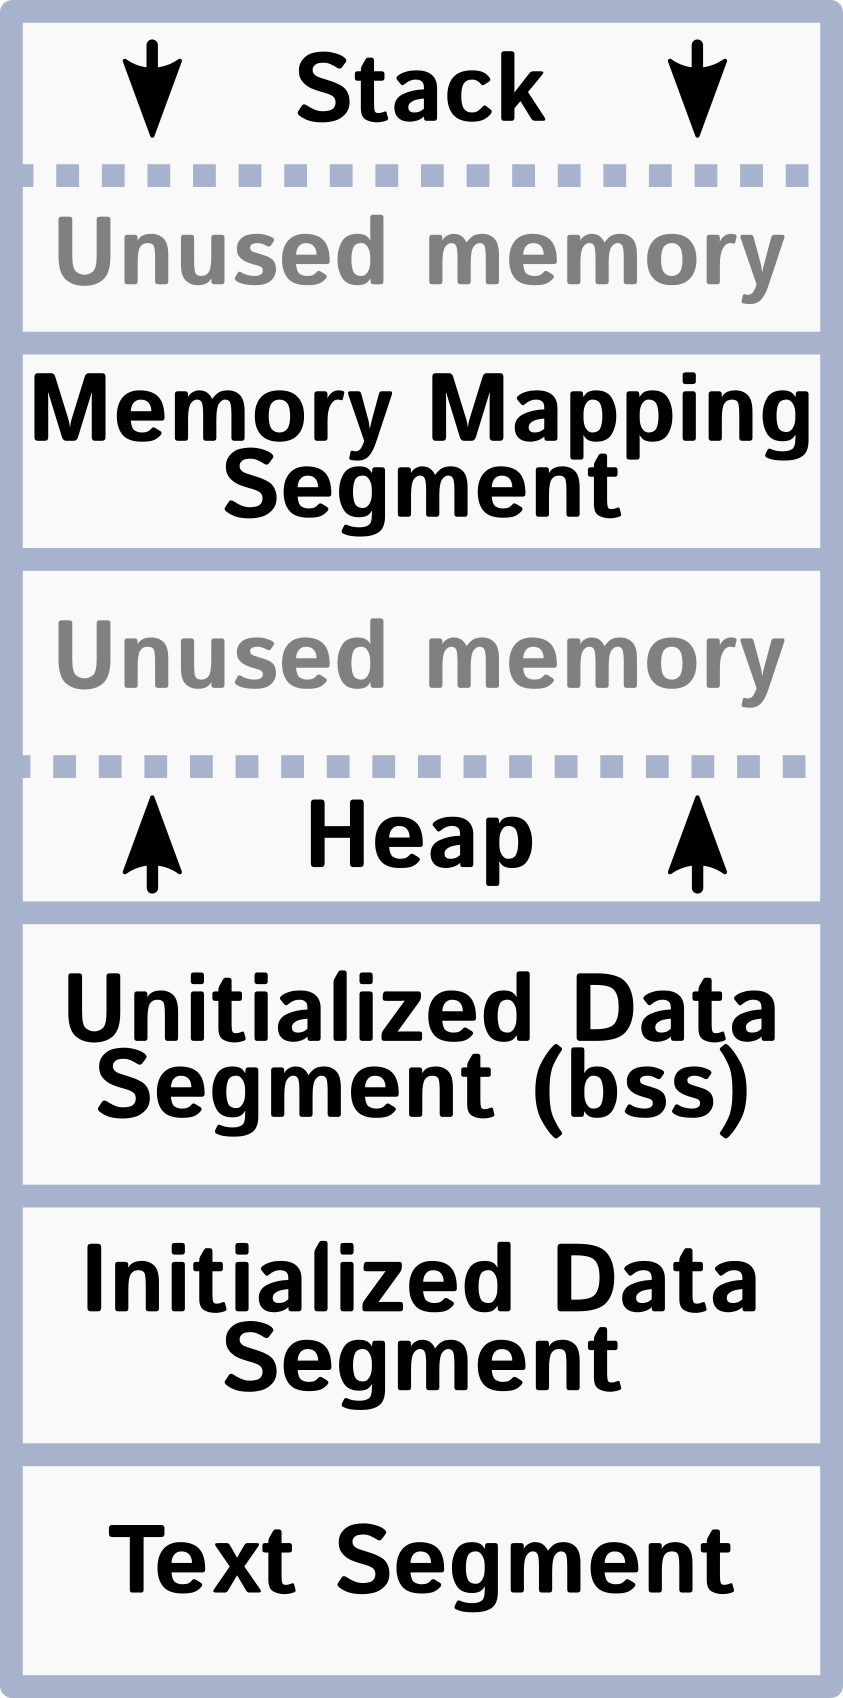 Stack
Unused memory
Memory Mapping
Segment
Unused memory
Heap
Unitialized Data
Segment (bss)
Initialized Data
Segment
Text Segment